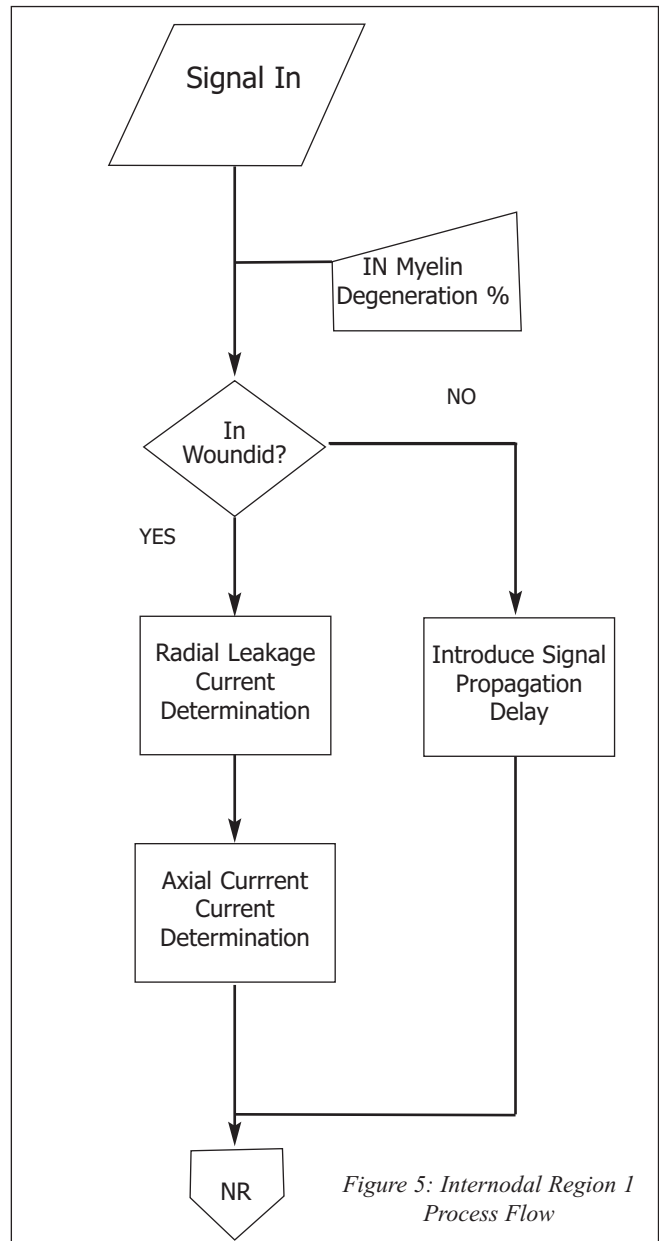 Signal In
IN Myelin
Degeneration %
In
Woundid?
NO
YES
Radial Leakage
Current
Determination
Introduce Signal
Propagation
Delay
Axial Currrent
Current
Determination
NR
Figure 5: Internodal Region 1
Process Flow